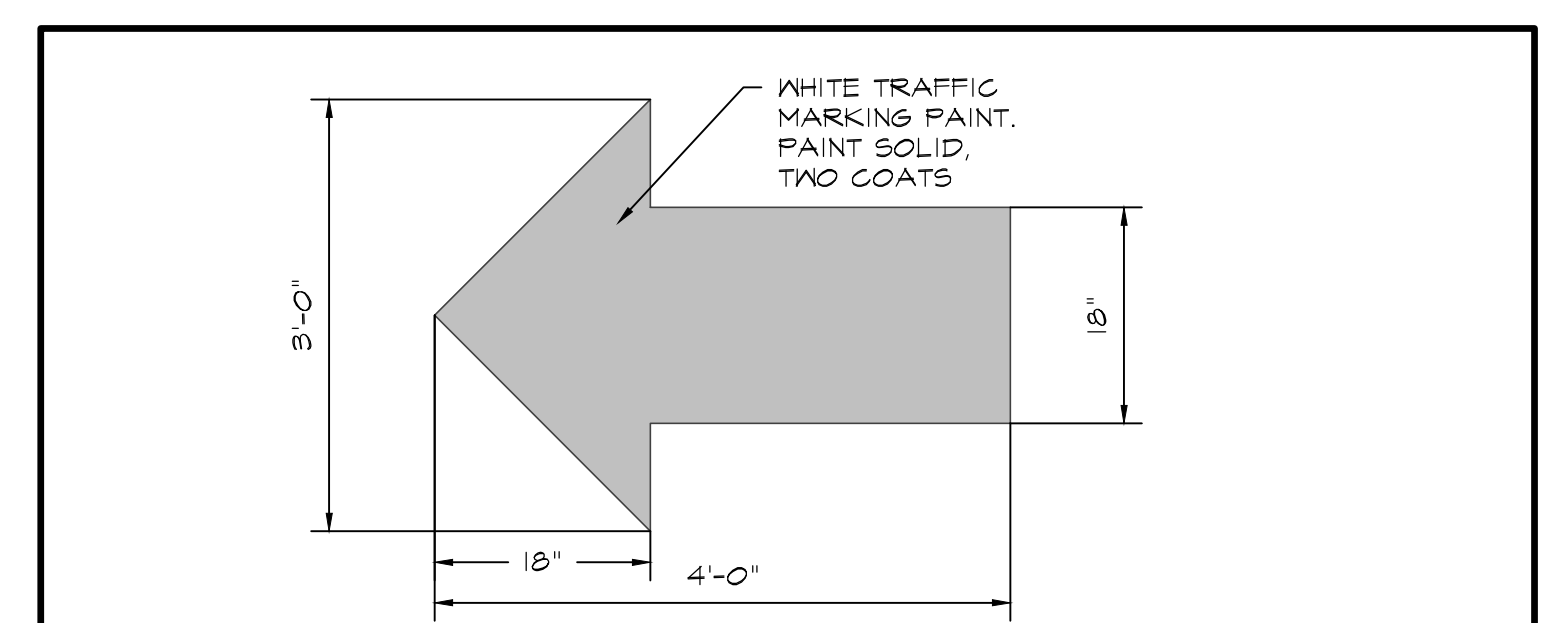 WHITE TRAFFIC
MARKING PAINT.
PAINT SOLID,
TWO COATS
3'-0"
18"
18"
4'-0"